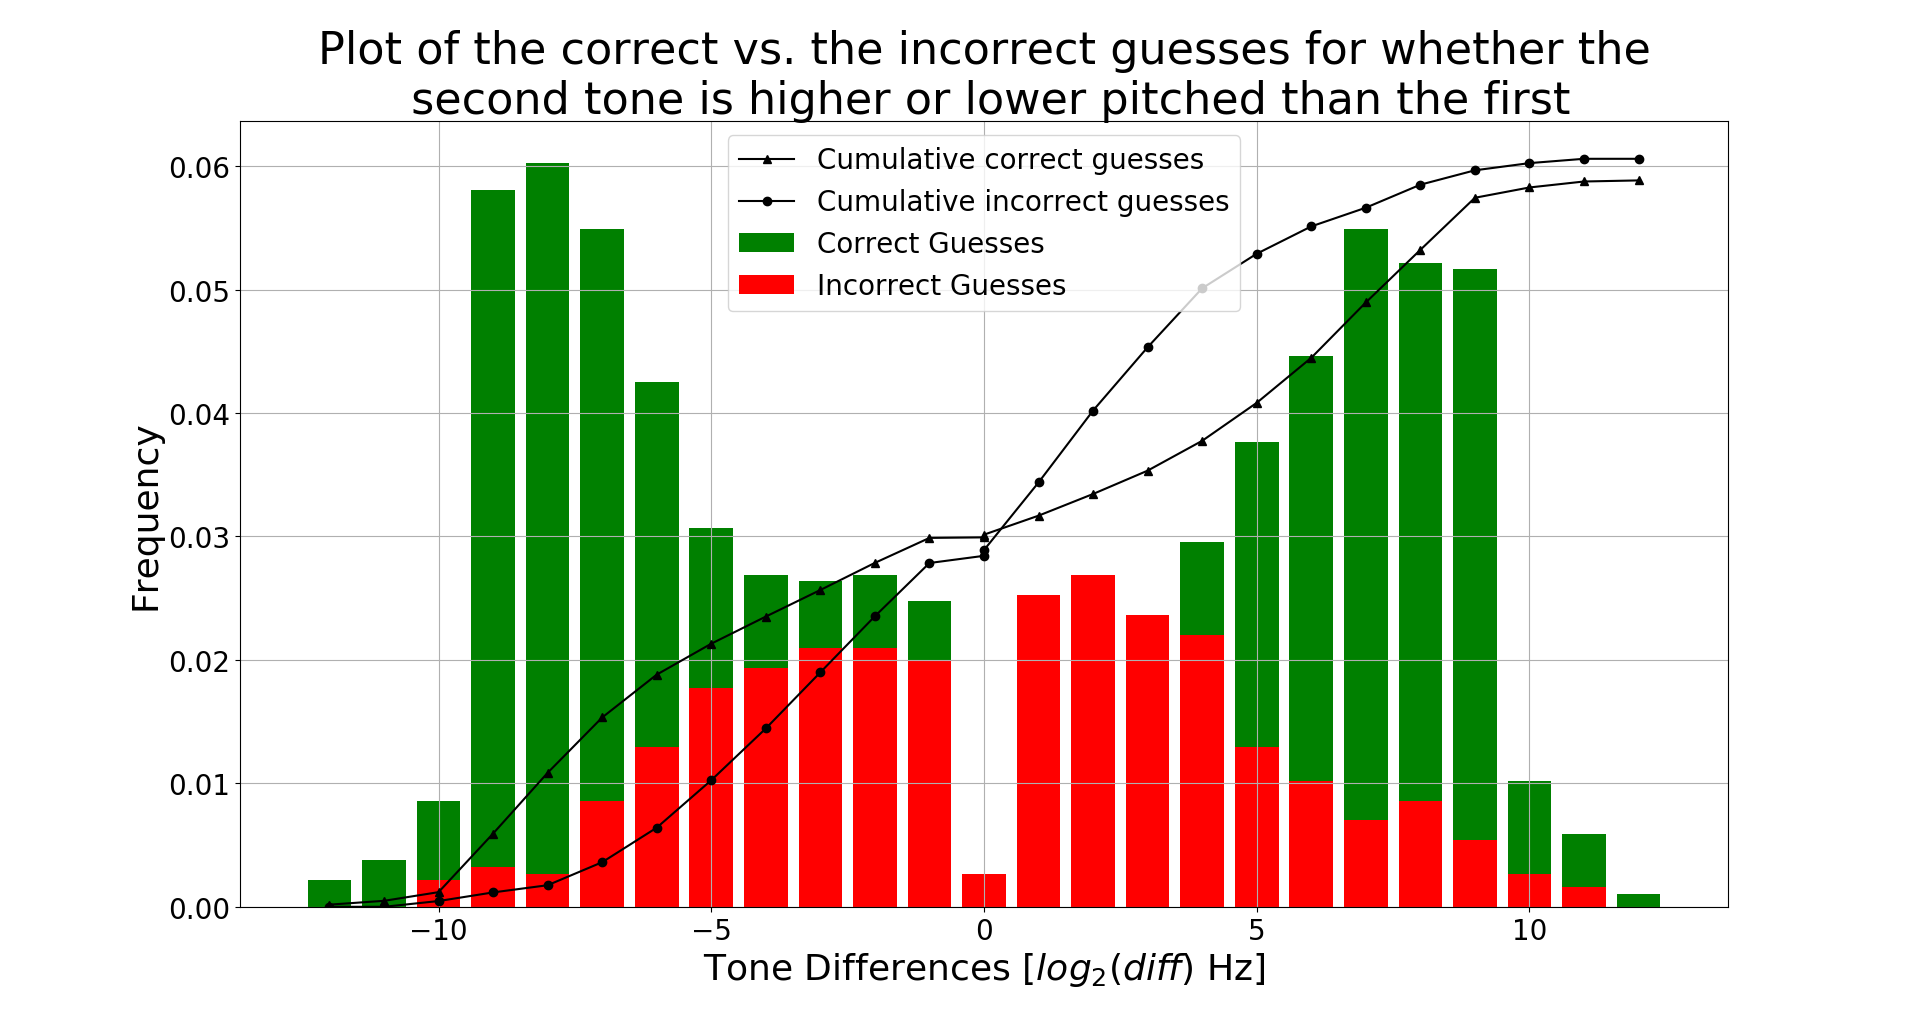 Plot of the correct vs. the incorrect guesses for whether the
second tone is higher or lower pitched than the first
Cumulative correct guesses
Cumulative incorrect guesses
Correct Guesses
Incorrect Guesses
Frequency
0.06
0.05
0.04
0.03
0.02
0.01
0.00
−10 −5 0 5 10
Tone Differences [log₂(diff) Hz]